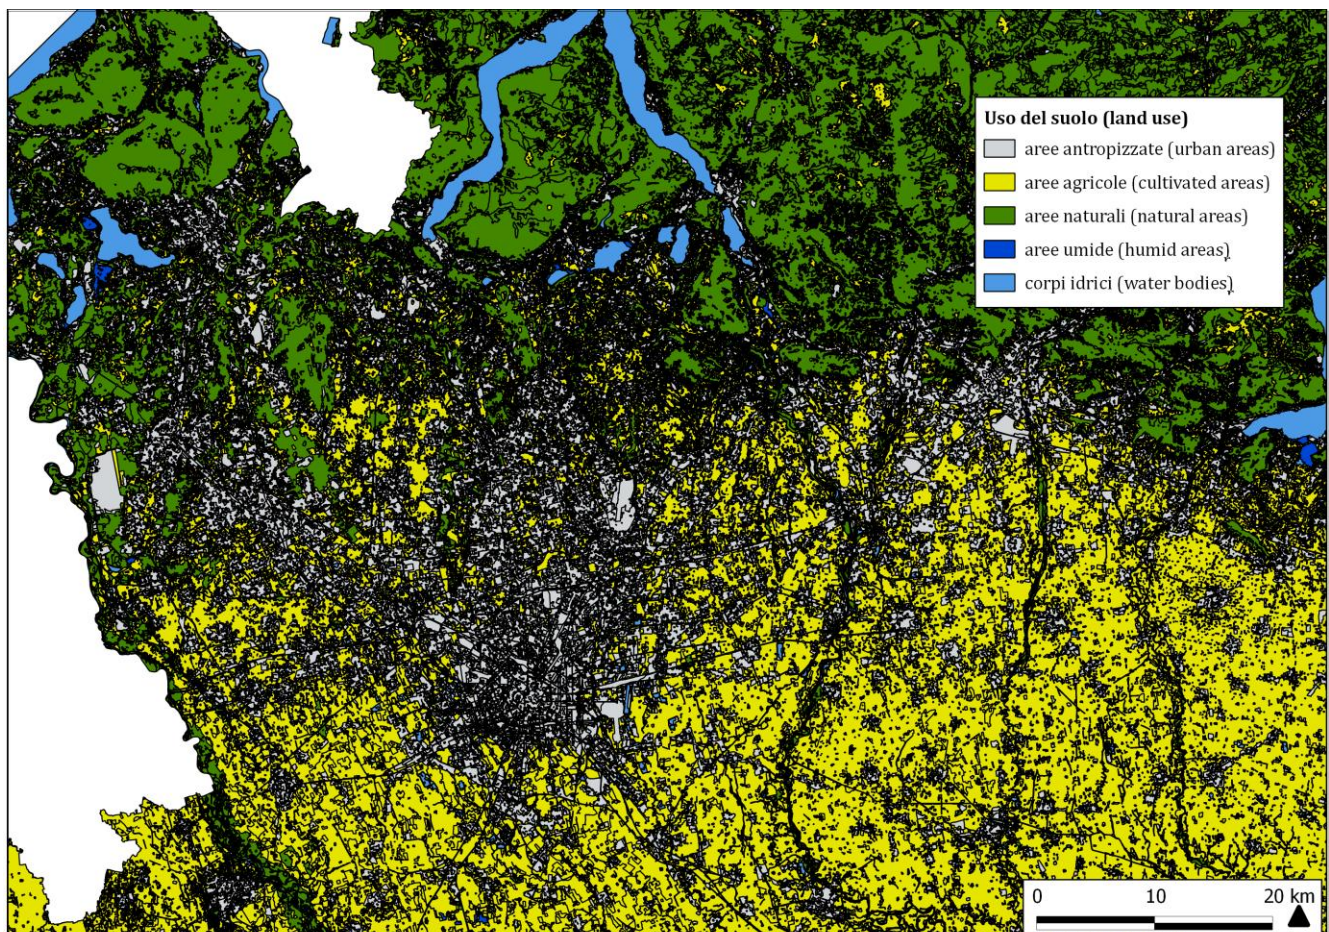 Uso del suolo (land use)
aree antropizzate (urban areas)
aree agricole (cultivated areas)
aree naturali (natural areas)
aree umide (humid areas)
corpi idrici (water bodies)
0 10 20 km